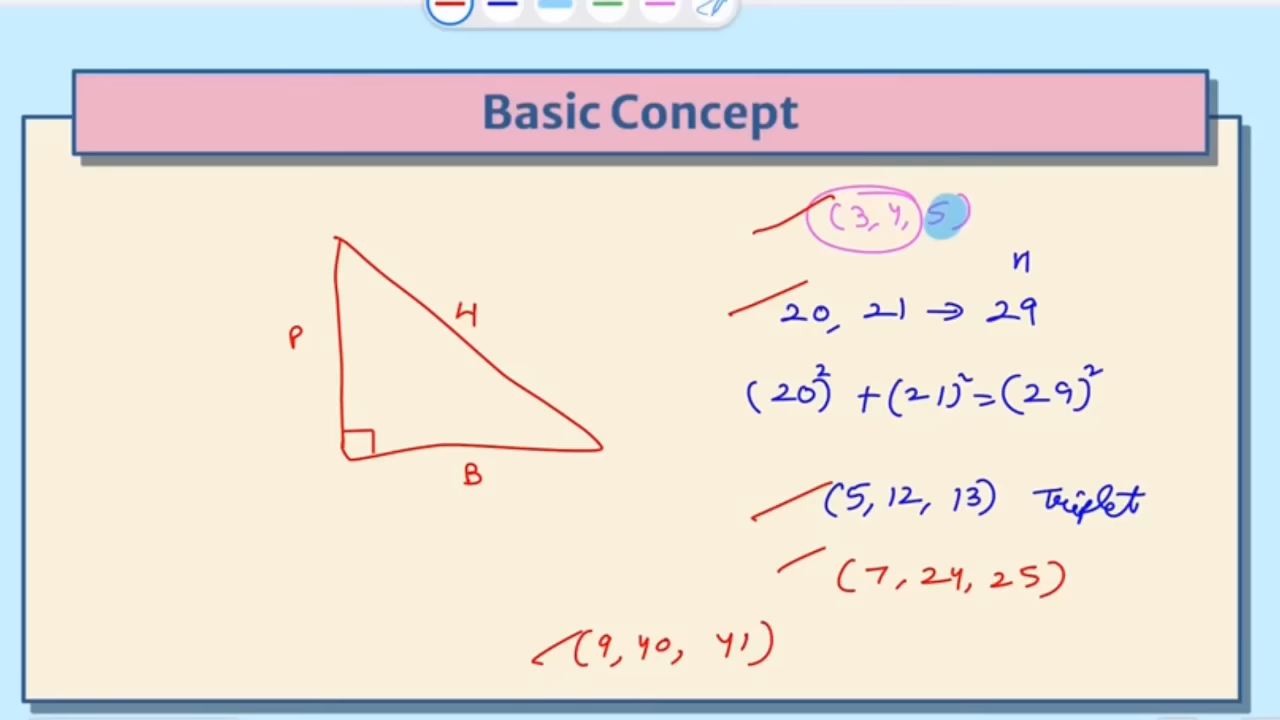 Basic Concept
(3, 4, 5)
n
20, 21 → 29
(20)² + (21)² = (29)²
P
H
B
(5, 12, 13) Triplet
(7, 24, 25)
(9, 40, 41)